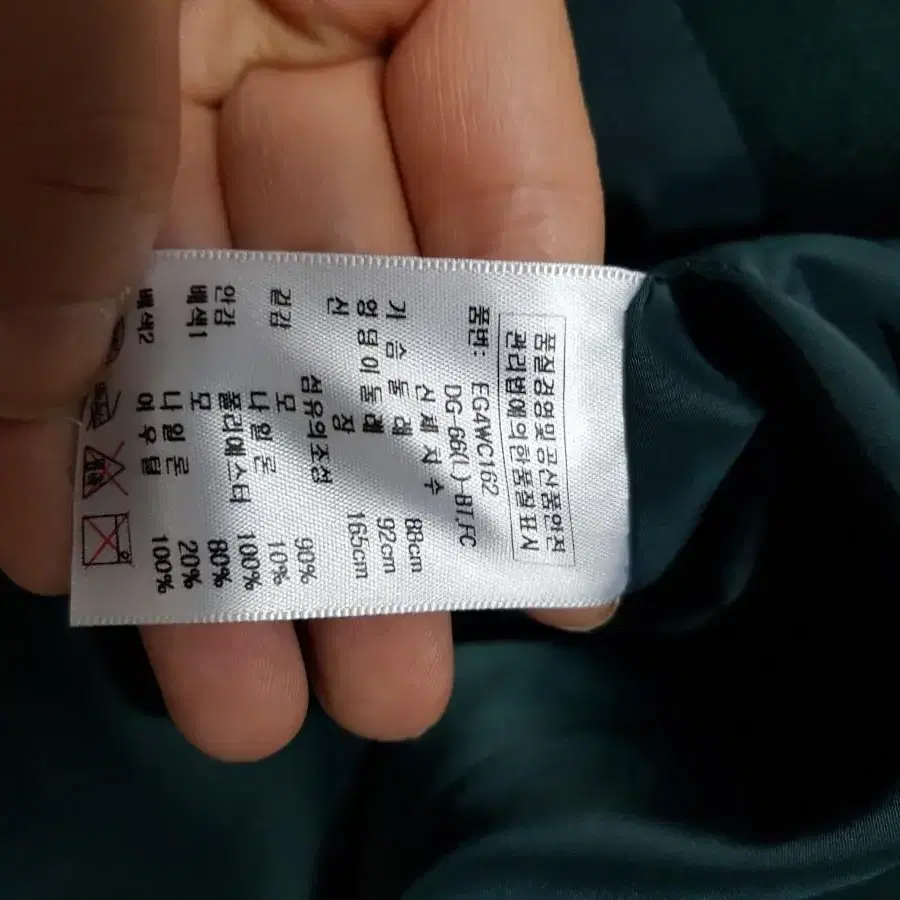 품질경영및공산품안전
관리법에의한품질표시
품번: EG4WC162
DG-66(L)-BT,FC
신체치수
가슴둘레 88cm
엉덩이둘레 92cm
신장 165cm
섬유의조성
겉감 모 90%
나일론 10%
안감 폴리에스터 100%
배색1 모 80%
나일론 20%
배색2 여우털 100%